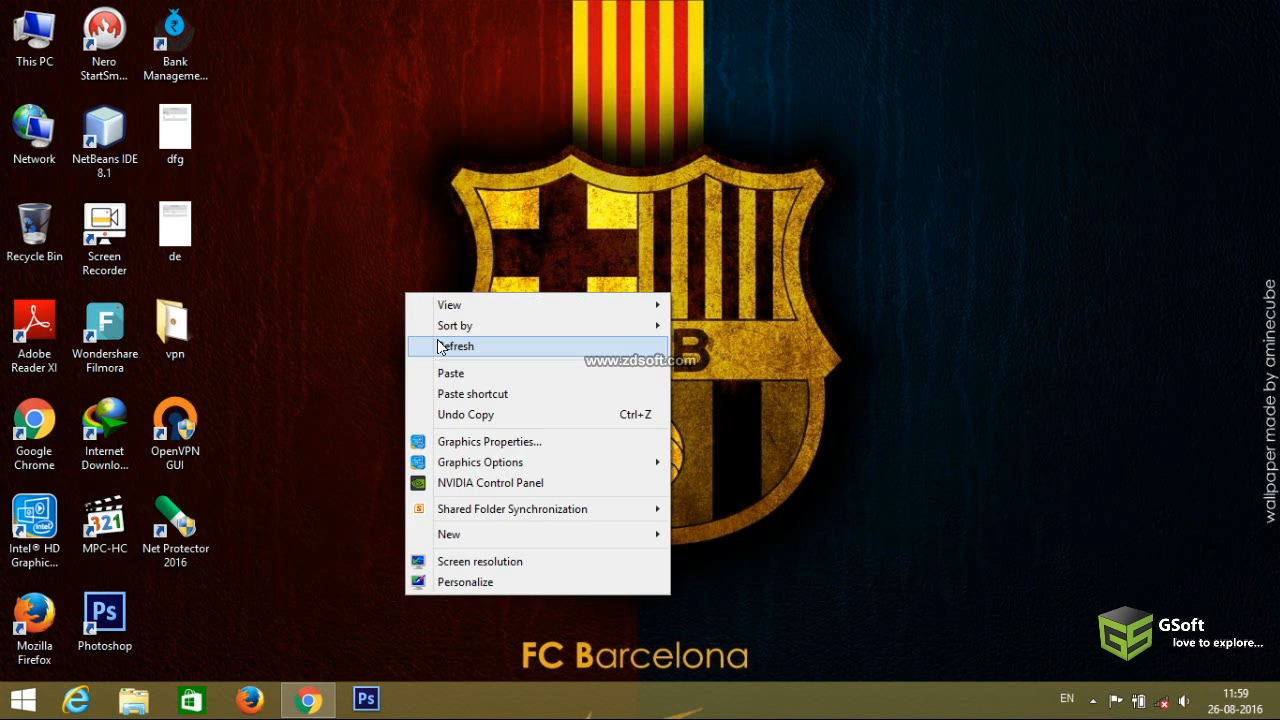 This PC
Nero
StartSm...
Bank
Manageme...
Network
NetBeans IDE
8.1
dfg
Recycle Bin
Screen
Recorder
de
Adobe
Reader XI
Wondershare
Filmora
vpn
Google
Chrome
Internet
Downlo...
OpenVPN
GUI
Intel® HD
Graphic...
MPC-HC
Net Protector
2016
Mozilla
Firefox
Photoshop
View
Sort by
efresh
www.zdsoft.com
Paste
Paste shortcut
Undo Copy Ctrl+Z
Graphics Properties...
Graphics Options
NVIDIA Control Panel
Shared Folder Synchronization
New
Screen resolution
Personalize
B
FC Barcelona
wallpaper made by aminecube
GSoft
love to explore...
EN
11:59
26-08-2016